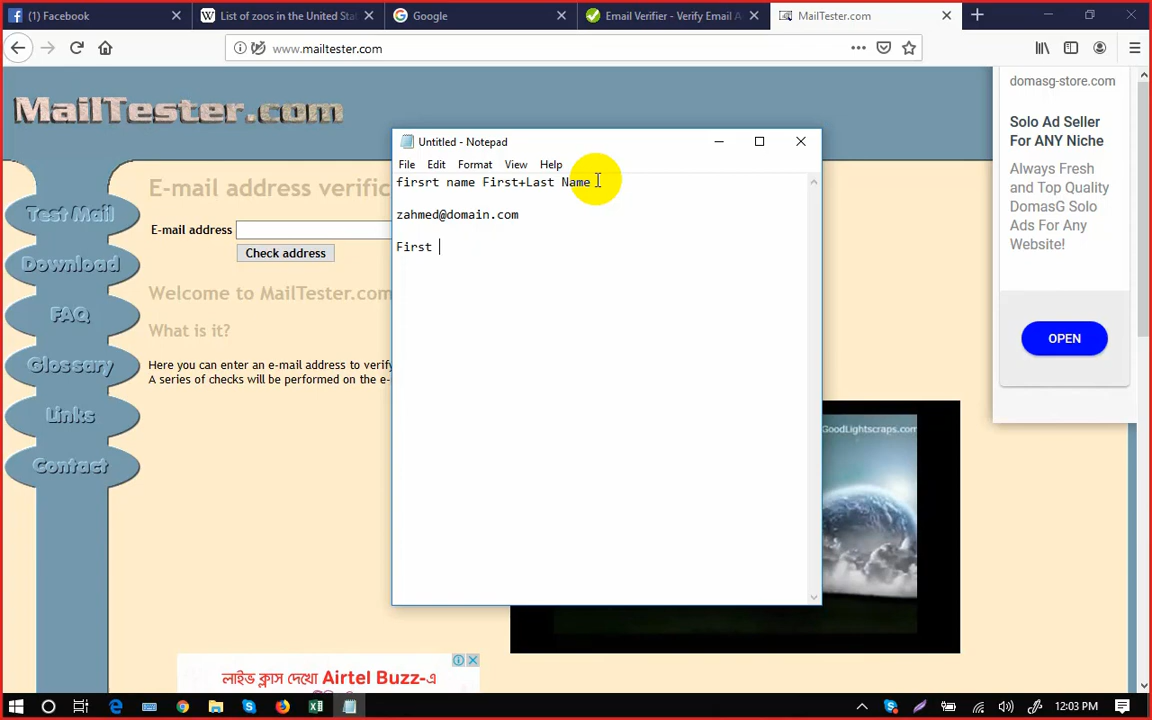 (Facebook
List of zoos in the United Sta
Google
Email Verifier - Verify Email A
MailTester.com
www.mailtester.com
MailTester.com
Test Mail
Download
FAQ
Glossary
Links
Contact
E-mail address verific
E-mail address
Check address
Welcome to MailTester.com
What is it?
Here you can enter an e-mail address to verify
A series of checks will be performed on the e-
Untitled - Notepad
File Edit Format View Help
firsrt name First+Last Name
zahmed@domain.com
First
domasg-store.com
Solo Ad Seller
For ANY Niche
Always Fresh
and Top Quality
DomasG Solo
Ads For Any
Website!
OPEN
GoodLightscraps.com
লাইভ ক্লাস দেখো Airtel Buzz-এ
12:03 PM